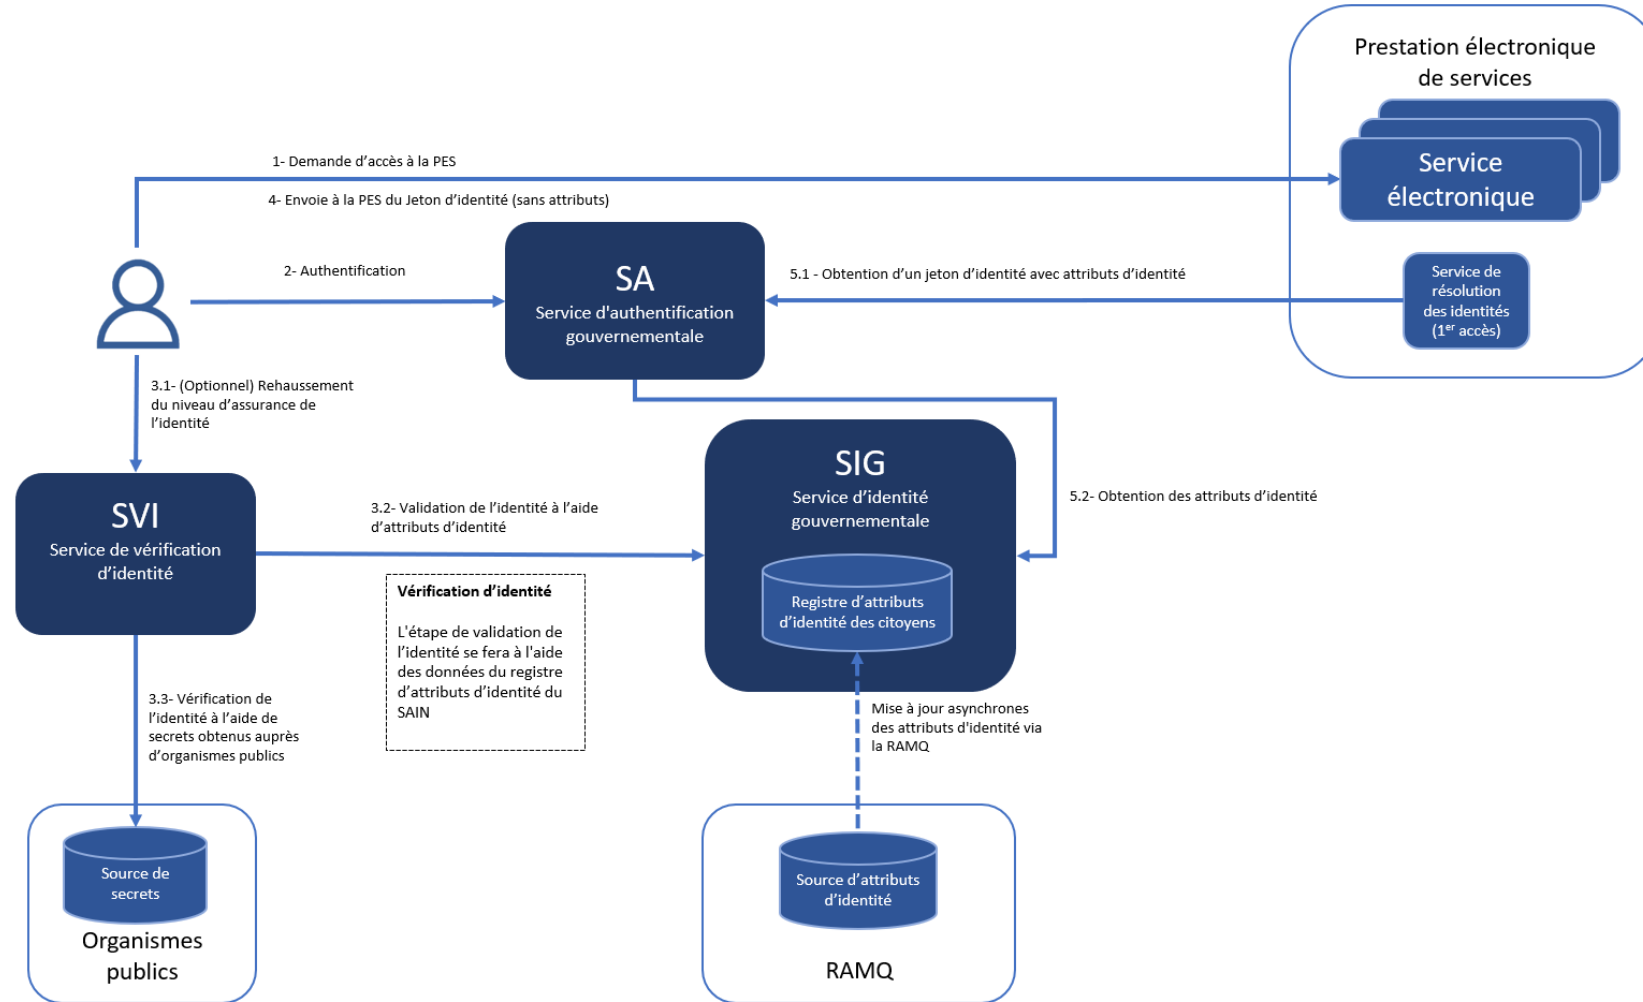 Prestation électronique
de services
1- Demande d’accès à la PES
Service
électronique
4- Envoie à la PES du Jeton d’identité (sans attributs)
2- Authentification
SA
Service d'authentification
gouvernementale
5.1 - Obtention d’un jeton d’identité avec attributs d’identité
Service de
résolution
des identités
(1er accès)
3.1- (Optionnel) Rehaussement
du niveau d’assurance de
l’identité
SIG
Service d’identité
gouvernementale
5.2- Obtention des attributs d’identité
SVI
Service de vérification
d’identité
3.2- Validation de l’identité à l’aide
d’attributs d’identité
Vérification d’identité
L'étape de validation de
l’identité se fera à l'aide
des données du registre
d’attributs d’identité du
SAIN
Registre d’attributs
d’identité des citoyens
3.3- Vérification de
l’identité à l’aide de
secrets obtenus auprès
d’organismes publics
Mise à jour asynchrones
des attributs d'identité via
la RAMQ
Source de
secrets
Organismes
publics
Source d’attributs
d’identité
RAMQ